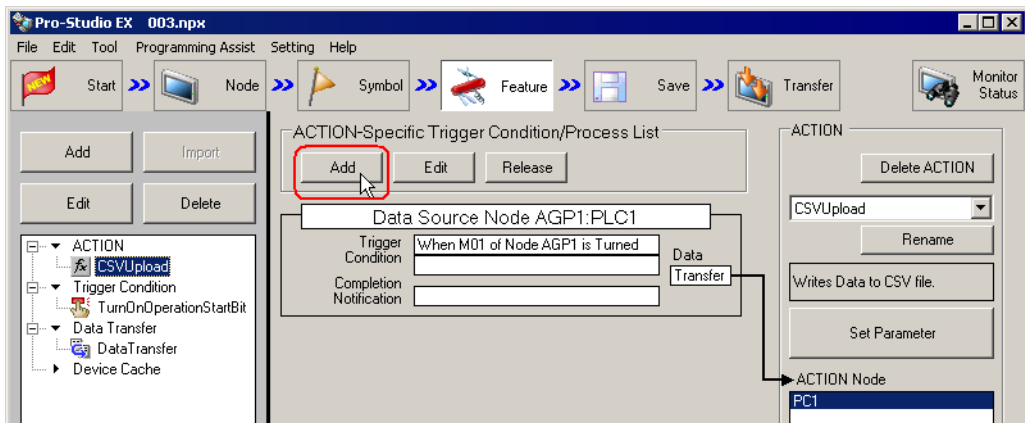 Pro-Studio EX 003.npx
File Edit Tool Programming Assist Setting Help
NEW Start Node Symbol Feature Save Transfer Monitor Status
Add Import
Edit Delete
ACTION
fx CSVUpload
Trigger Condition
TurnOnOperationStartBit
Data Transfer
DataTransfer
Device Cache
ACTION-Specific Trigger Condition/Process List
Add Edit Release
Data Source Node AGP1:PLC1
Trigger Condition When M01 of Node AGP1 is Turned
Completion Notification
Data
Transfer
ACTION
Delete ACTION
CSVUpload
Rename
Writes Data to CSV file.
Set Parameter
ACTION Node
PC1